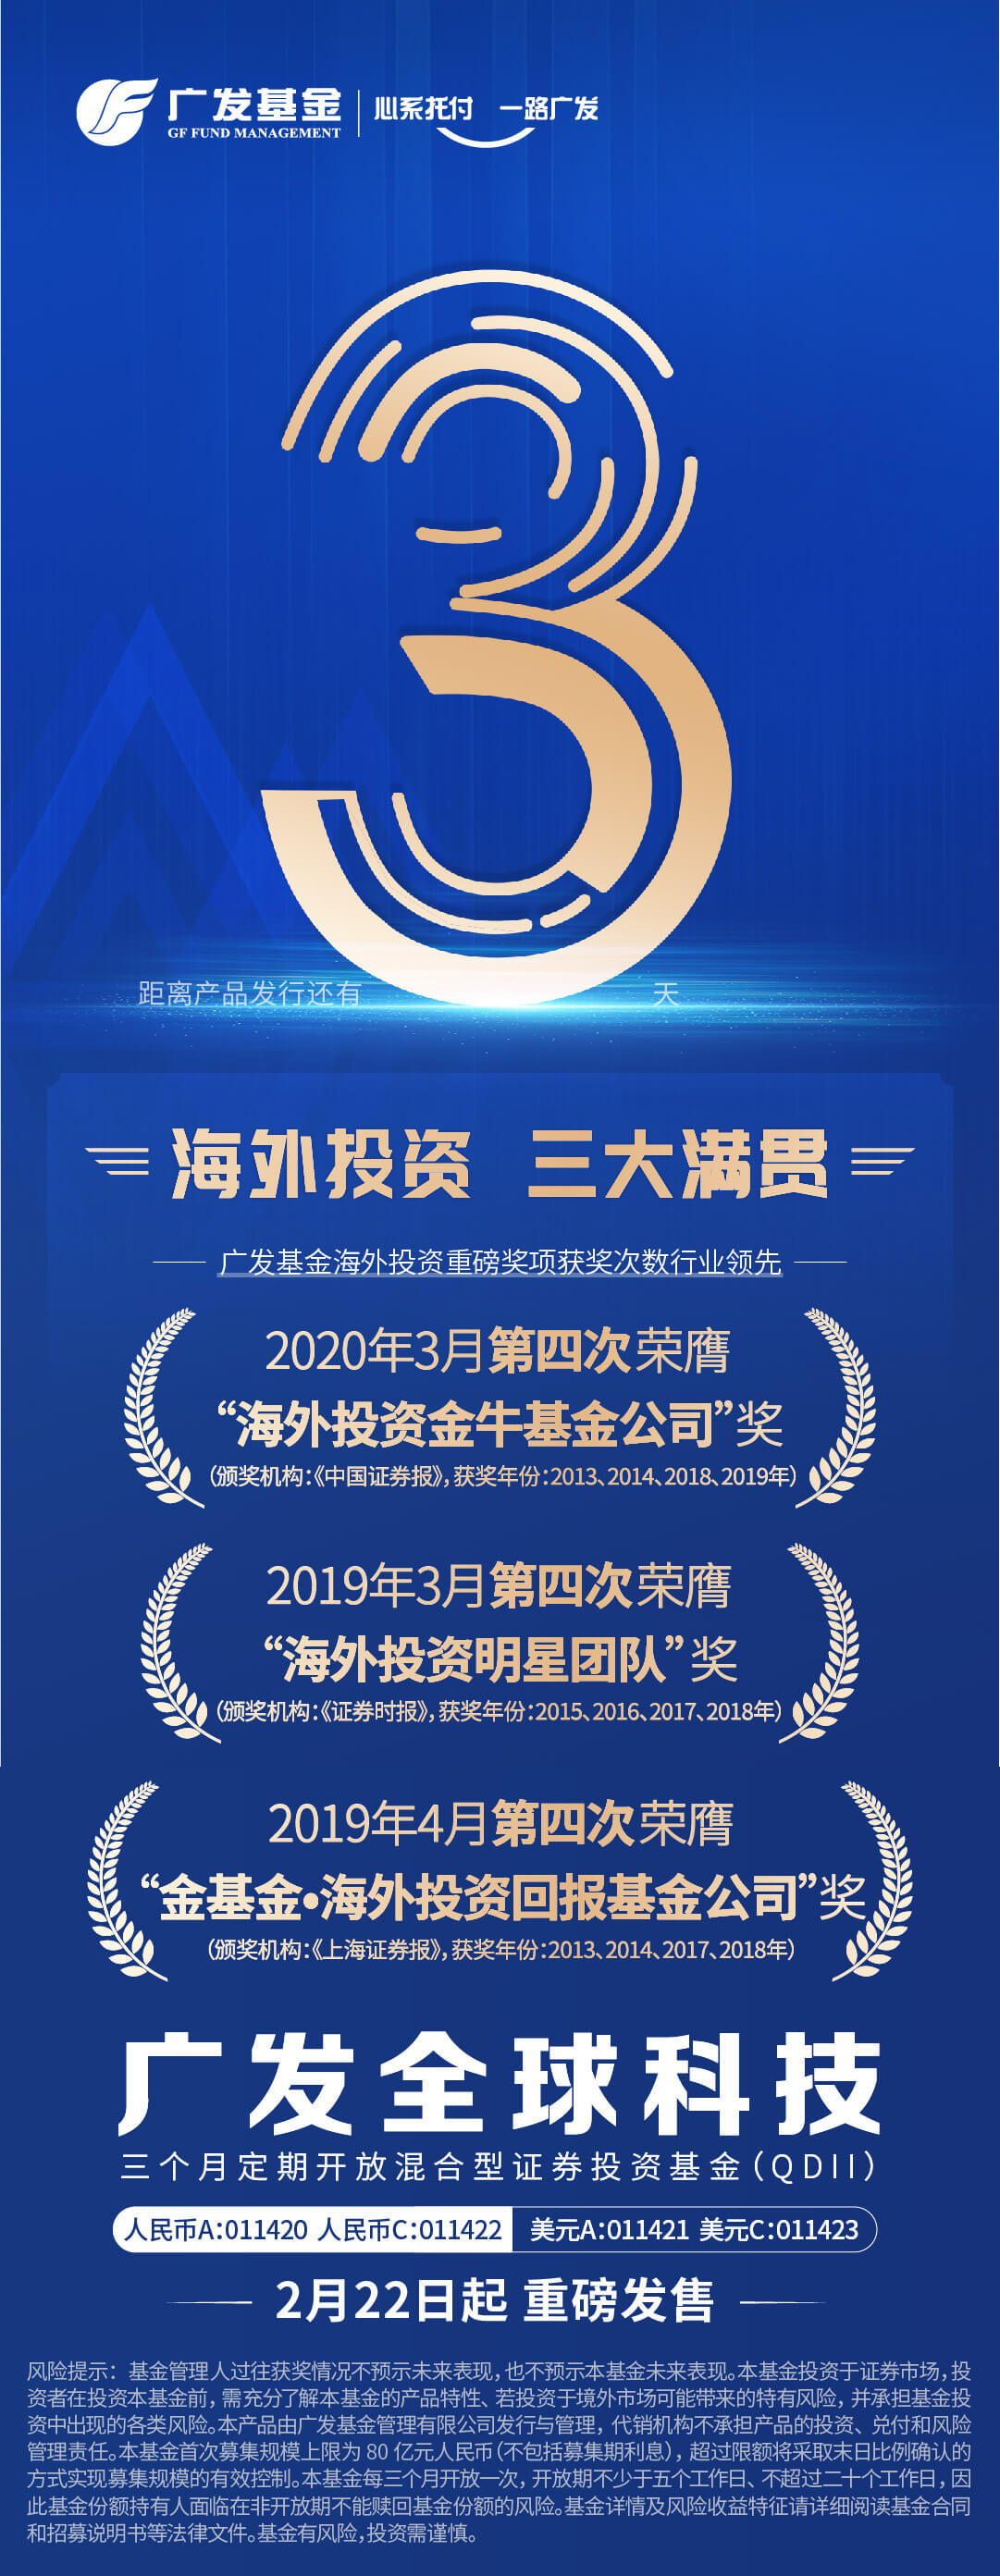 广发基金
GF FUND MANAGEMENT
心系托付 一路广发
3
距离产品发行还有 天
海外投资 三大满贯
广发基金海外投资重磅奖项获奖次数行业领先
2020年3月第四次荣膺
“海外投资金牛基金公司”奖
(颁奖机构:《中国证券报》,获奖年份:2013、2014、2018、2019年)
2019年3月第四次荣膺
“海外投资明星团队”奖
(颁奖机构:《证券时报》,获奖年份:2015、2016、2017、2018年)
2019年4月第四次荣膺
“金基金•海外投资回报基金公司”奖
(颁奖机构:《上海证券报》,获奖年份:2013、2014、2017、2018年)
广发全球科技
三个月定期开放混合型证券投资基金(QDII)
人民币A:011420 人民币C:011422 美元A:011421 美元C:011423
2月22日起 重磅发售
风险提示：基金管理人过往获奖情况不预示未来表现,也不预示本基金未来表现。本基金投资于证券市场,投
资者在投资本基金前，需充分了解本基金的产品特性、若投资于境外市场可能带来的特有风险，并承担基金投
资中出现的各类风险。本产品由广发基金管理有限公司发行与管理，代销机构不承担产品的投资、兑付和风险
管理责任。本基金首次募集规模上限为 80 亿元人民币(不包括募集期利息)，超过限额将采取末日比例确认的
方式实现募集规模的有效控制。本基金每三个月开放一次，开放期不少于五个工作日、不超过二十个工作日，因
此基金份额持有人面临在非开放期不能赎回基金份额的风险。基金详情及风险收益特征请详细阅读基金合同
和招募说明书等法律文件。基金有风险,投资需谨慎。